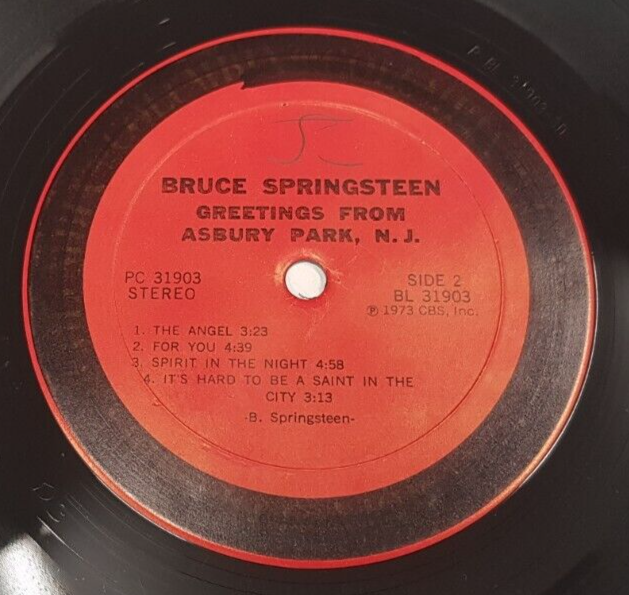 BRUCE SPRINGSTEEN
GREETINGS FROM
ASBURY PARK, N.J.
PC 31903
STEREO
SIDE 2
BL 31903
℗ 1973 CBS, Inc.
1. THE ANGEL 3:23
2. FOR YOU 4:39
3. SPIRIT IN THE NIGHT 4:58
4. IT'S HARD TO BE A SAINT IN THE
CITY 3:13
-B. Springsteen-